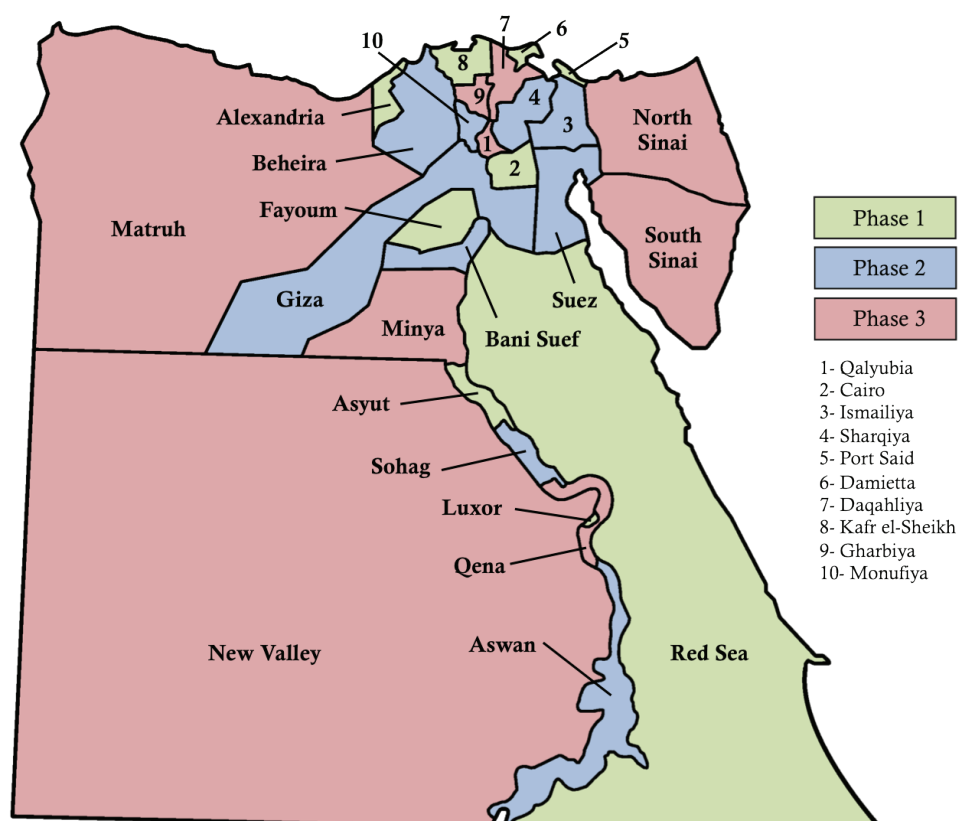 7
6
10
5
8
9
4
3
1
2
Alexandria
Beheira
Fayoum
Matruh
Giza
Minya
Bani Suef
Suez
North
Sinai
South
Sinai
Asyut
Sohag
Luxor
Qena
Aswan
New Valley
Red Sea
Phase 1
Phase 2
Phase 3
1- Qalyubia
2- Cairo
3- Ismailiya
4- Sharqiya
5- Port Said
6- Damietta
7- Daqahliya
8- Kafr el-Sheikh
9- Gharbiya
10- Monufiya